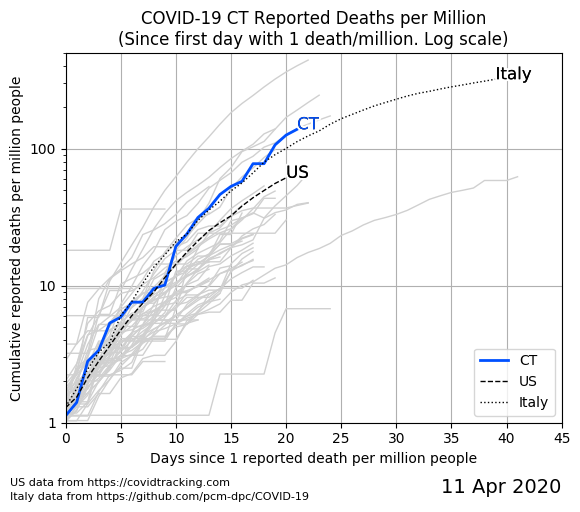 COVID-19 CT Reported Deaths per Million
(Since first day with 1 death/million. Log scale)
Cumulative reported deaths per million people
100
10
1
Italy
CT
US
CT
US
Italy
0 5 10 15 20 25 30 35 40 45
Days since 1 reported death per million people
US data from https://covidtracking.com
Italy data from https://github.com/pcm-dpc/COVID-19
11 Apr 2020